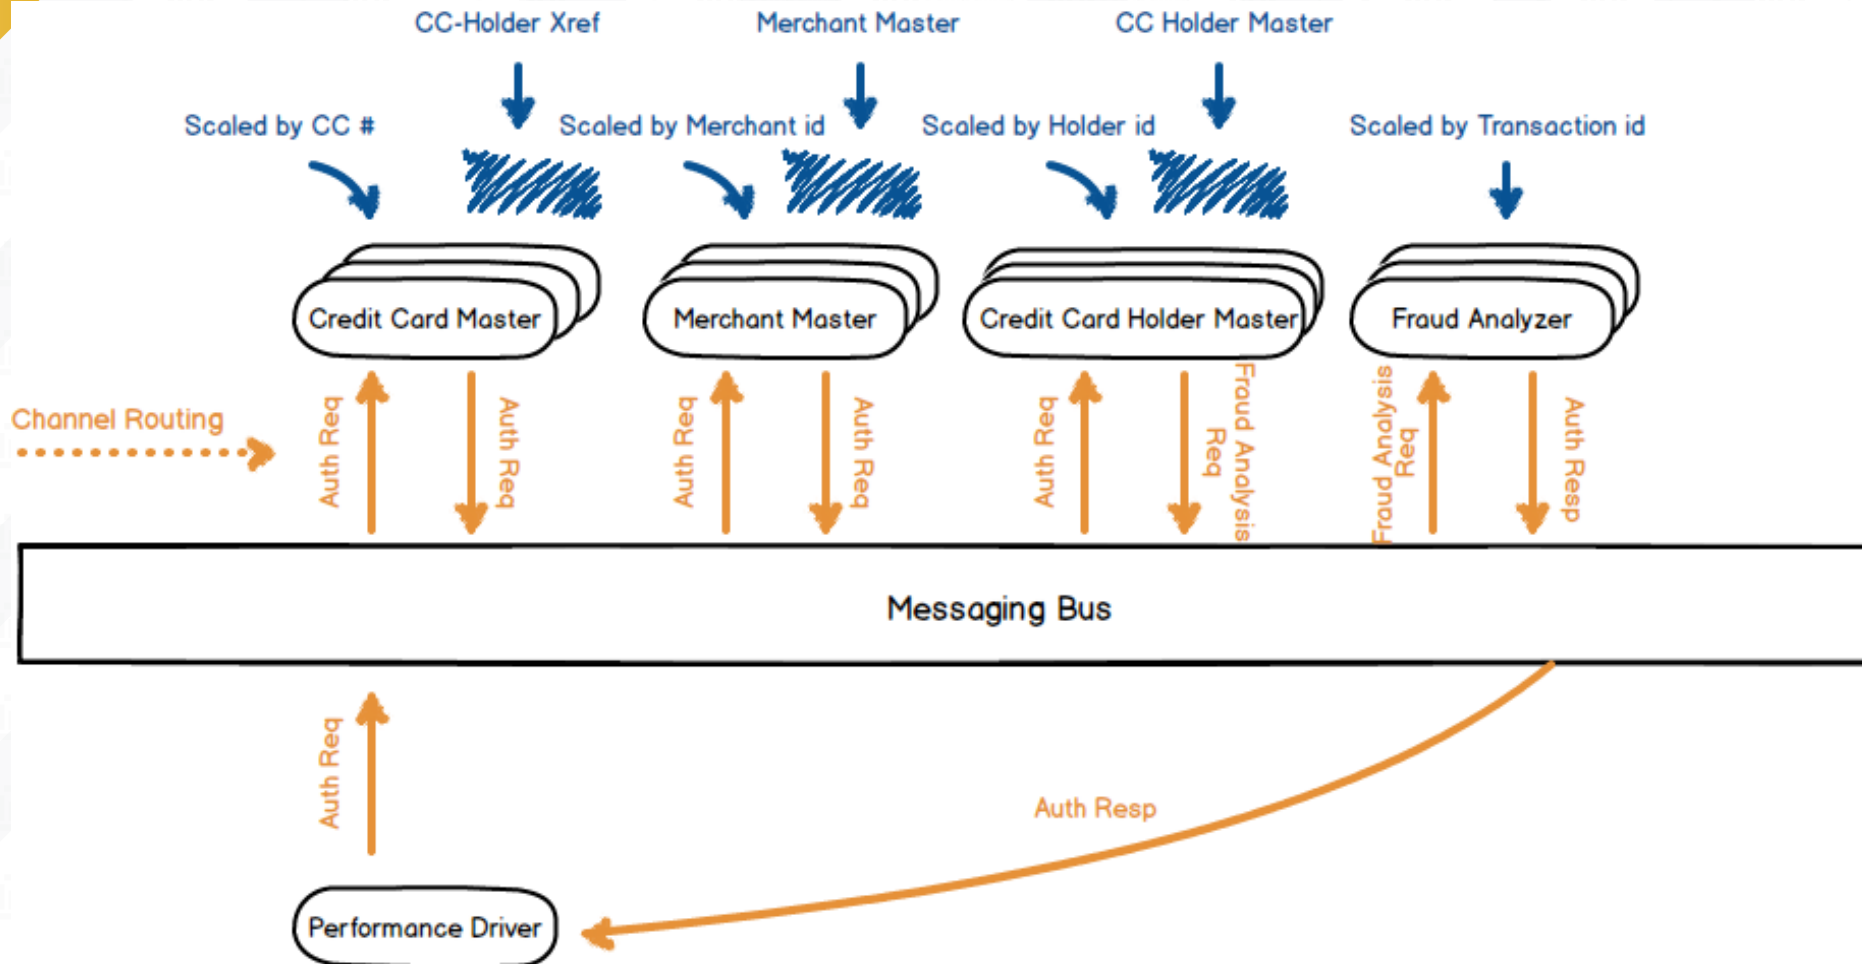 CC-Holder Xref
Merchant Master
CC Holder Master
Scaled by CC #
Scaled by Merchant id
Scaled by Holder id
Scaled by Transaction id
Credit Card Master
Merchant Master
Credit Card Holder Master
Fraud Analyzer
Channel Routing
Auth Req
Auth Req
Auth Req
Auth Req
Auth Req
Fraud Analysis
Req
Fraud Analysis
Req
Auth Resp
Messaging Bus
Auth Req
Auth Resp
Performance Driver